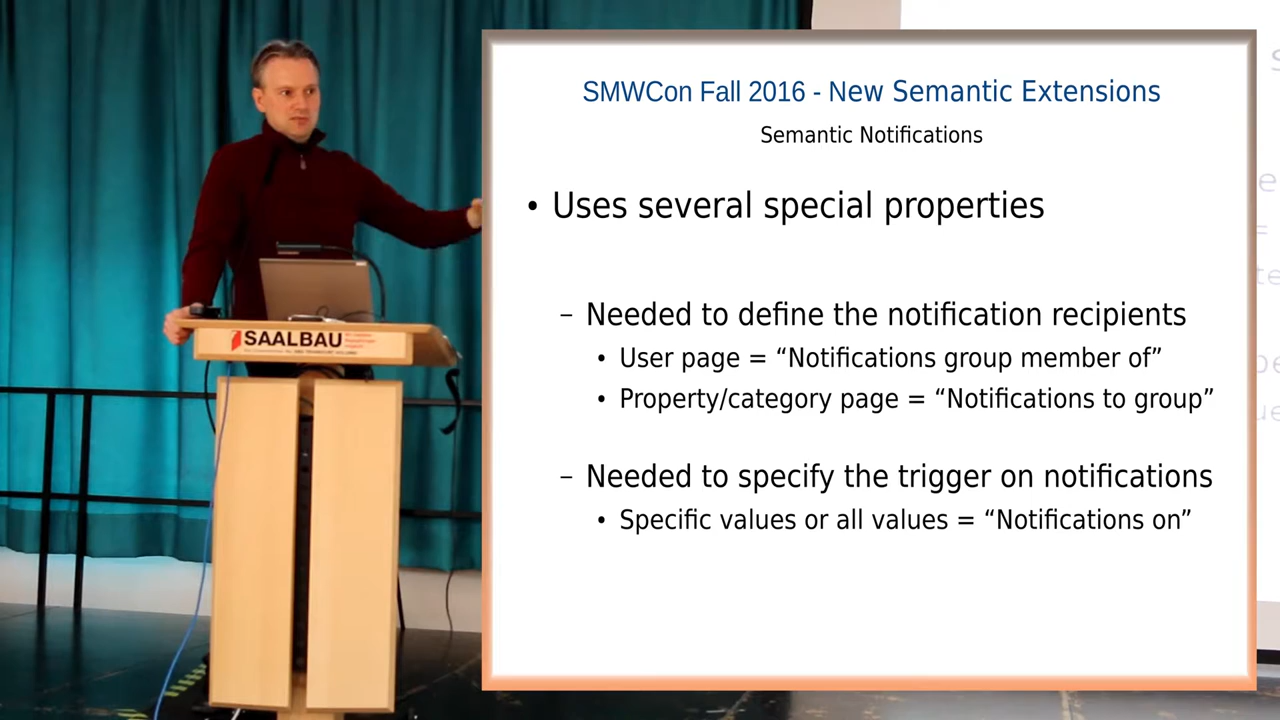 SMWCon Fall 2016 - New Semantic Extensions
Semantic Notifications
• Uses several special properties
– Needed to define the notification recipients
• User page = “Notifications group member of”
• Property/category page = “Notifications to group”
– Needed to specify the trigger on notifications
• Specific values or all values = “Notifications on”
SAALBAU